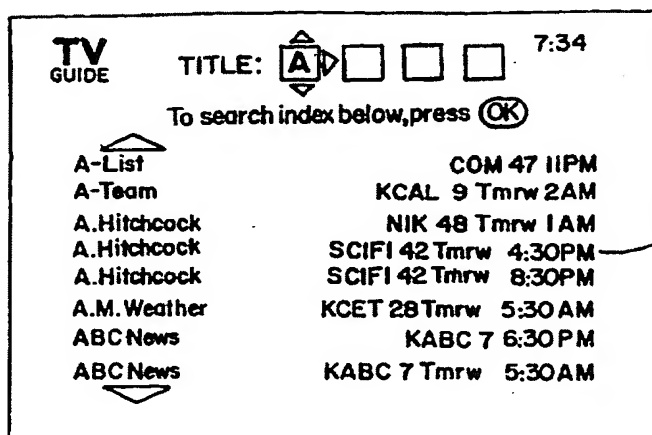 TV GUIDE TITLE: A 7:34
To search index below, press OK
A-List COM 47 11PM
A-Team KCAL 9 Tmrw 2AM
A.Hitchcock NIK 48 Tmrw 1AM
A.Hitchcock SCIFI 42 Tmrw 4:30PM
A.Hitchcock SCIFI 42 Tmrw 8:30PM
A.M. Weather KCET 28 Tmrw 5:30AM
ABC News KABC 7 6:30PM
ABC News KABC 7 Tmrw 5:30AM